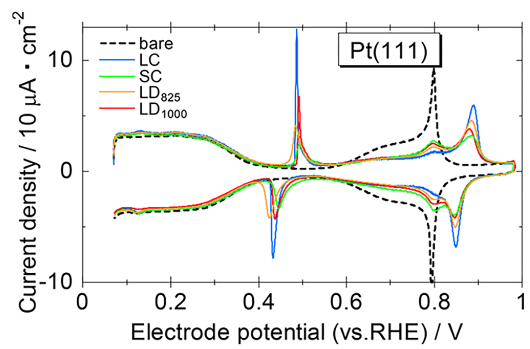 bare
LC
SC
LD825
LD1000
Pt(111)
10
0
-10
Current density / 10 μA・cm-2
0
0.2
0.4
0.6
0.8
1
Electrode potential (vs.RHE) / V